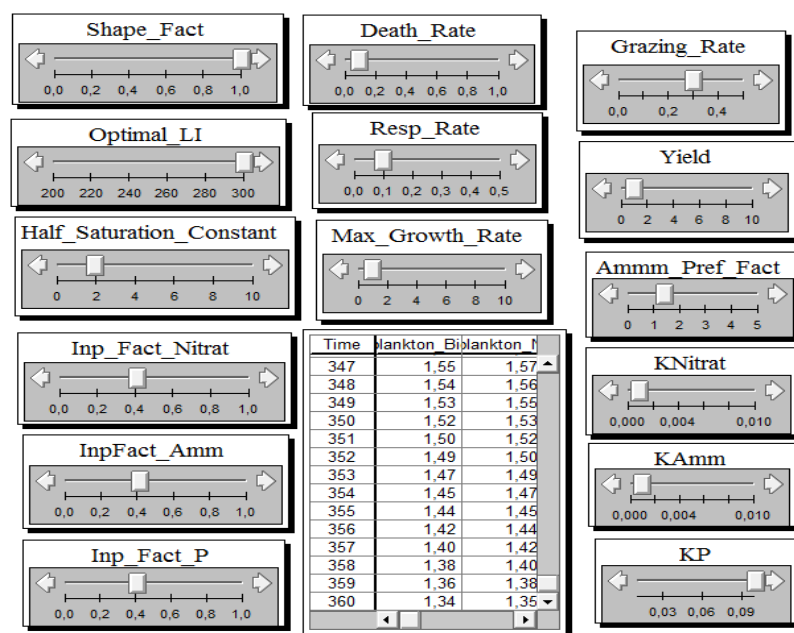 Shape_Fact
0,0 0,2 0,4 0,6 0,8 1,0
Optimal_LI
200 220 240 260 280 300
Half_Saturation_Constant
0 2 4 6 8 10
Inp_Fact_Nitrat
0,0 0,2 0,4 0,6 0,8 1,0
InpFact_Amm
0,0 0,2 0,4 0,6 0,8 1,0
Inp_Fact_P
0,0 0,2 0,4 0,6 0,8 1,0
Death_Rate
0,0 0,2 0,4 0,6 0,8 1,0
Resp_Rate
0,0 0,1 0,2 0,3 0,4 0,5
Max_Growth_Rate
0 2 4 6 8 10
Time plankton_Bi plankton_N
347 1,55 1,57
348 1,54 1,56
349 1,53 1,55
350 1,52 1,53
351 1,50 1,52
352 1,49 1,50
353 1,47 1,49
354 1,45 1,47
355 1,44 1,45
356 1,42 1,44
357 1,40 1,42
358 1,38 1,40
359 1,36 1,38
360 1,34 1,35
Grazing_Rate
0,0 0,2 0,4
Yield
0 2 4 6 8 10
Ammm_Pref_Fact
0 1 2 3 4 5
KNitrat
0,000 0,004 0,010
KAmm
0,000 0,004 0,010
KP
0,03 0,06 0,09